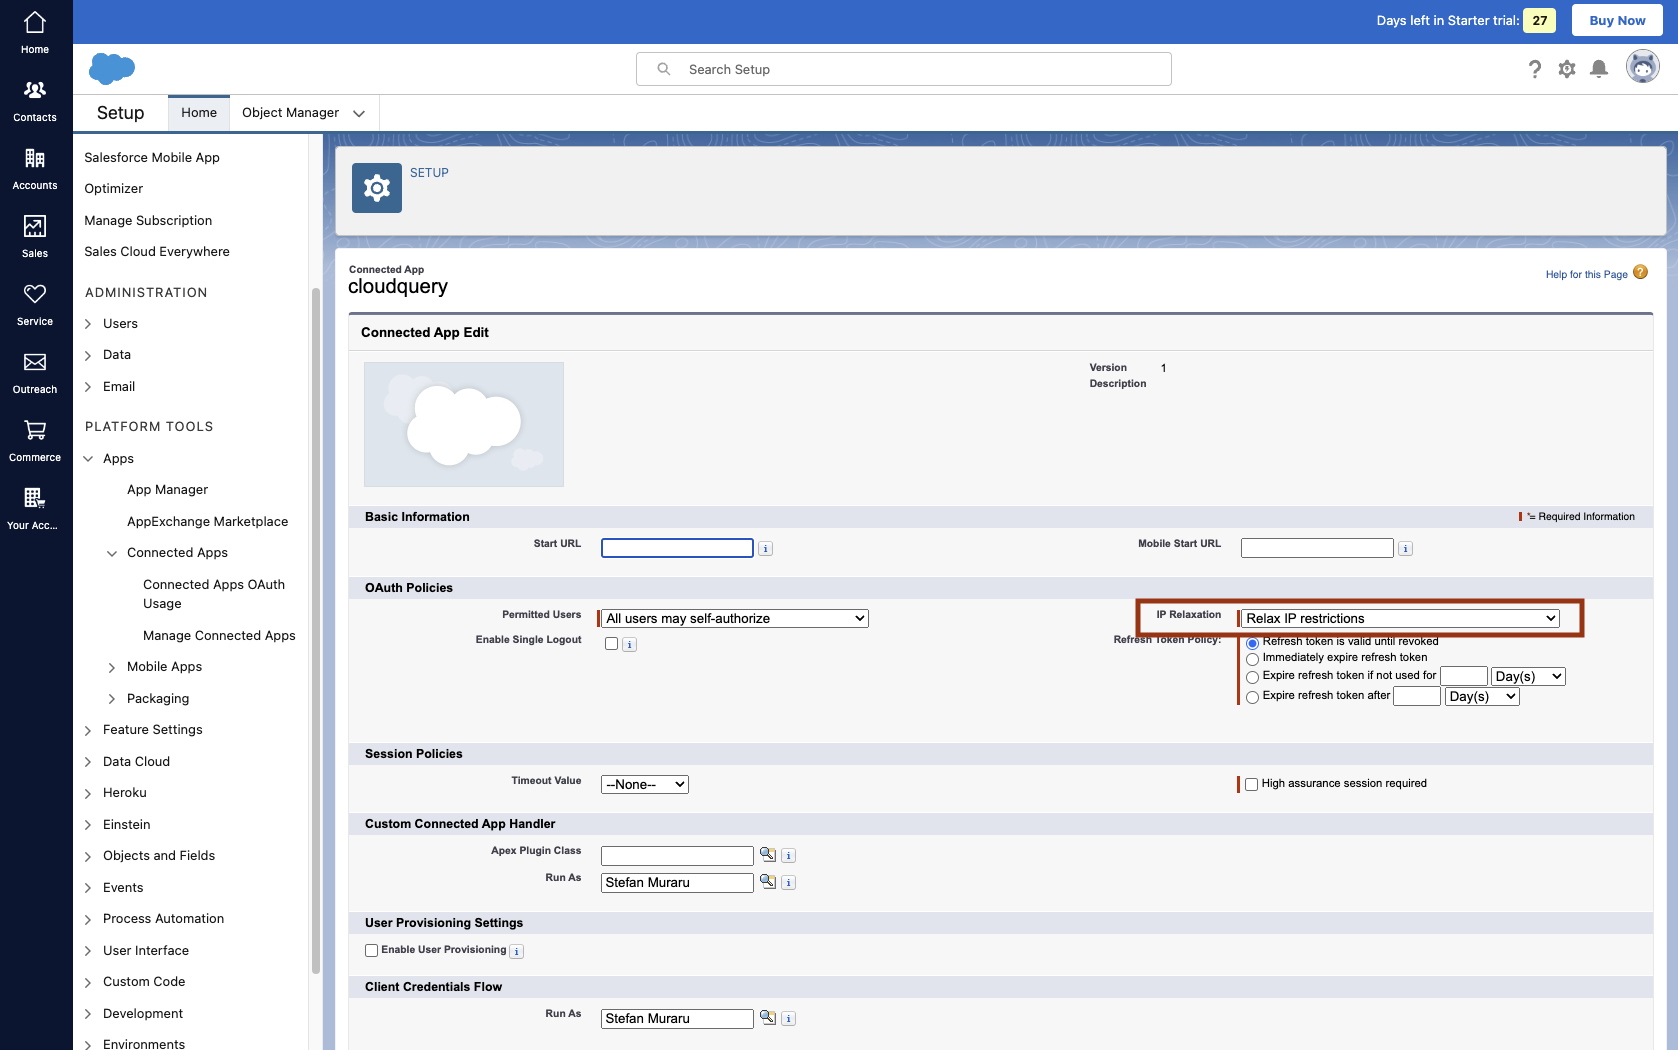 Days left in Starter trial: 27 Buy Now
Home
Contacts
Accounts
Sales
Service
Outreach
Commerce
Your Acc...
Search Setup
Setup Home Object Manager
Salesforce Mobile App
Optimizer
Manage Subscription
Sales Cloud Everywhere
ADMINISTRATION
Users
Data
Email
PLATFORM TOOLS
Apps
App Manager
AppExchange Marketplace
Connected Apps
Connected Apps OAuth
Usage
Manage Connected Apps
Mobile Apps
Packaging
Feature Settings
Data Cloud
Heroku
Einstein
Objects and Fields
Events
Process Automation
User Interface
Custom Code
Development
Environments
SETUP
Connected App
cloudquery
Help for this Page ?
Connected App Edit
Version 1
Description
Basic Information
*= Required Information
Start URL i
Mobile Start URL i
OAuth Policies
Permitted Users All users may self-authorize
IP Relaxation Relax IP restrictions
Enable Single Logout i
Refresh Token Policy: Refresh token is valid until revoked
Immediately expire refresh token
Expire refresh token if not used for Day(s)
Expire refresh token after Day(s)
Session Policies
Timeout Value --None--
High assurance session required
Custom Connected App Handler
Apex Plugin Class i
Run As Stefan Muraru i
User Provisioning Settings
Enable User Provisioning i
Client Credentials Flow
Run As Stefan Muraru i